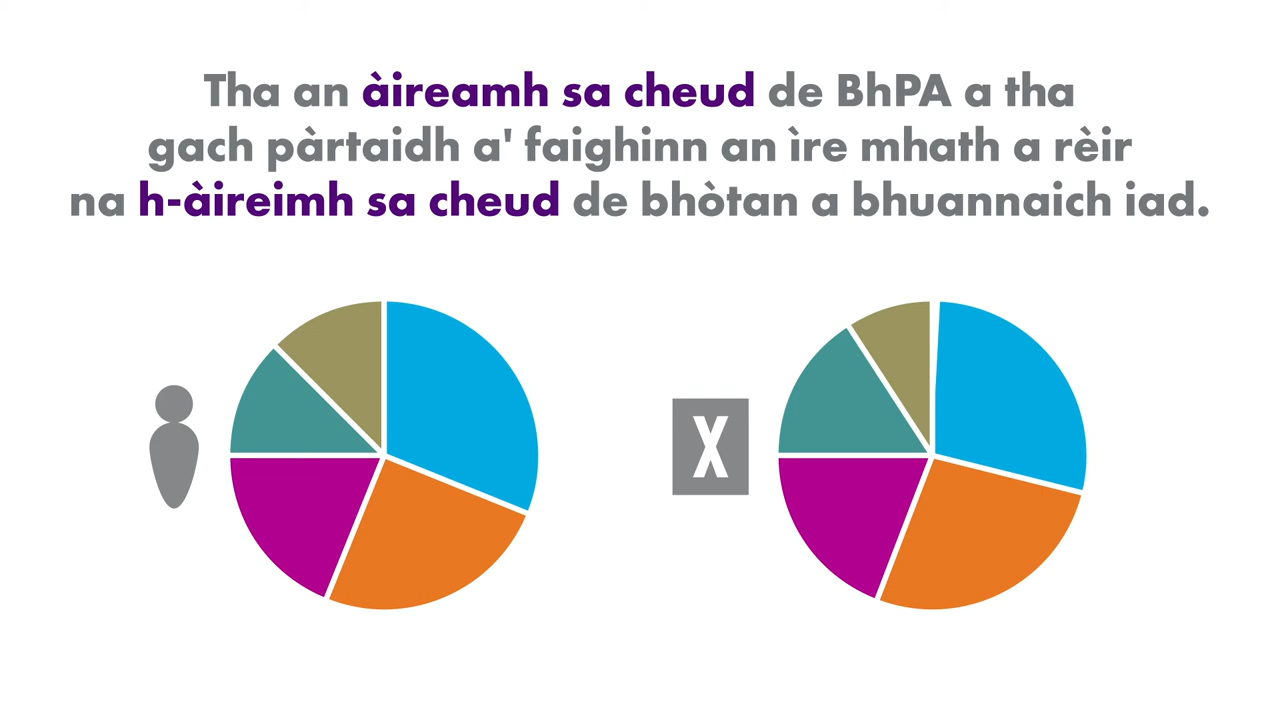 Tha an àireamh sa cheud de BhPA a tha
gach pàrtaidh a' faighinn an ìre mhath a rèir
na h-àireimh sa cheud de bhòtan a bhuannaich iad.
X